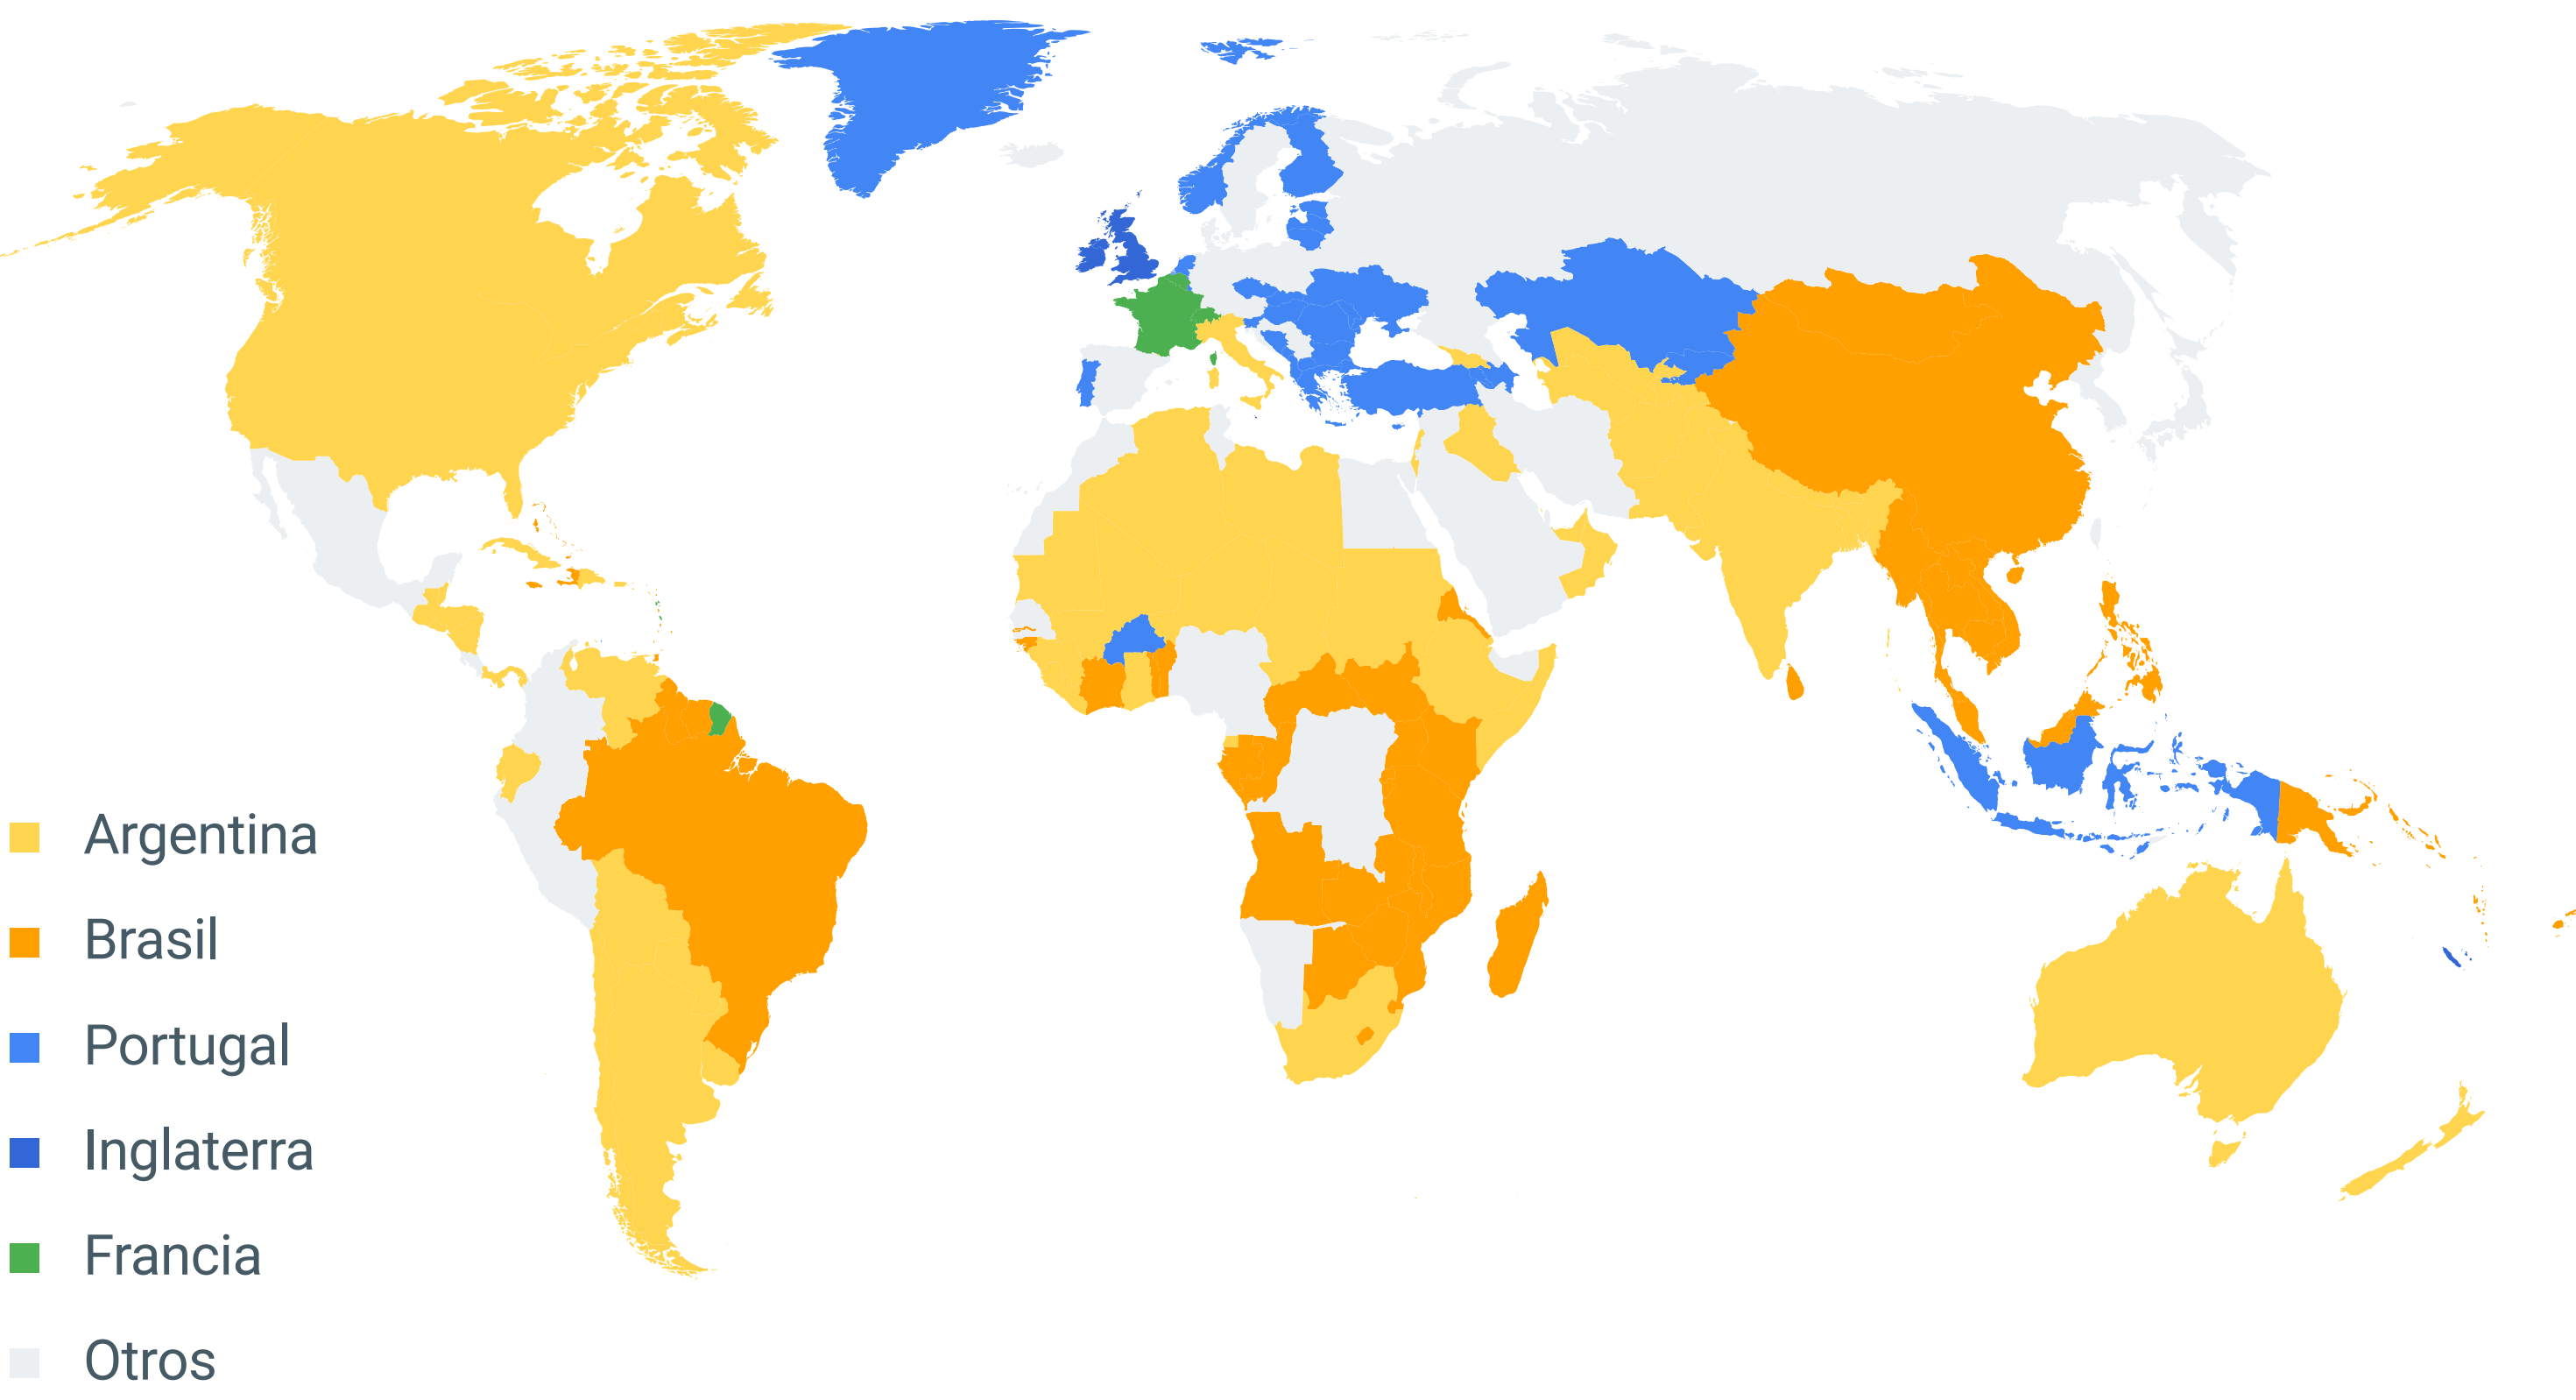 Argentina
Brasil
Portugal
Inglaterra
Francia
Otros